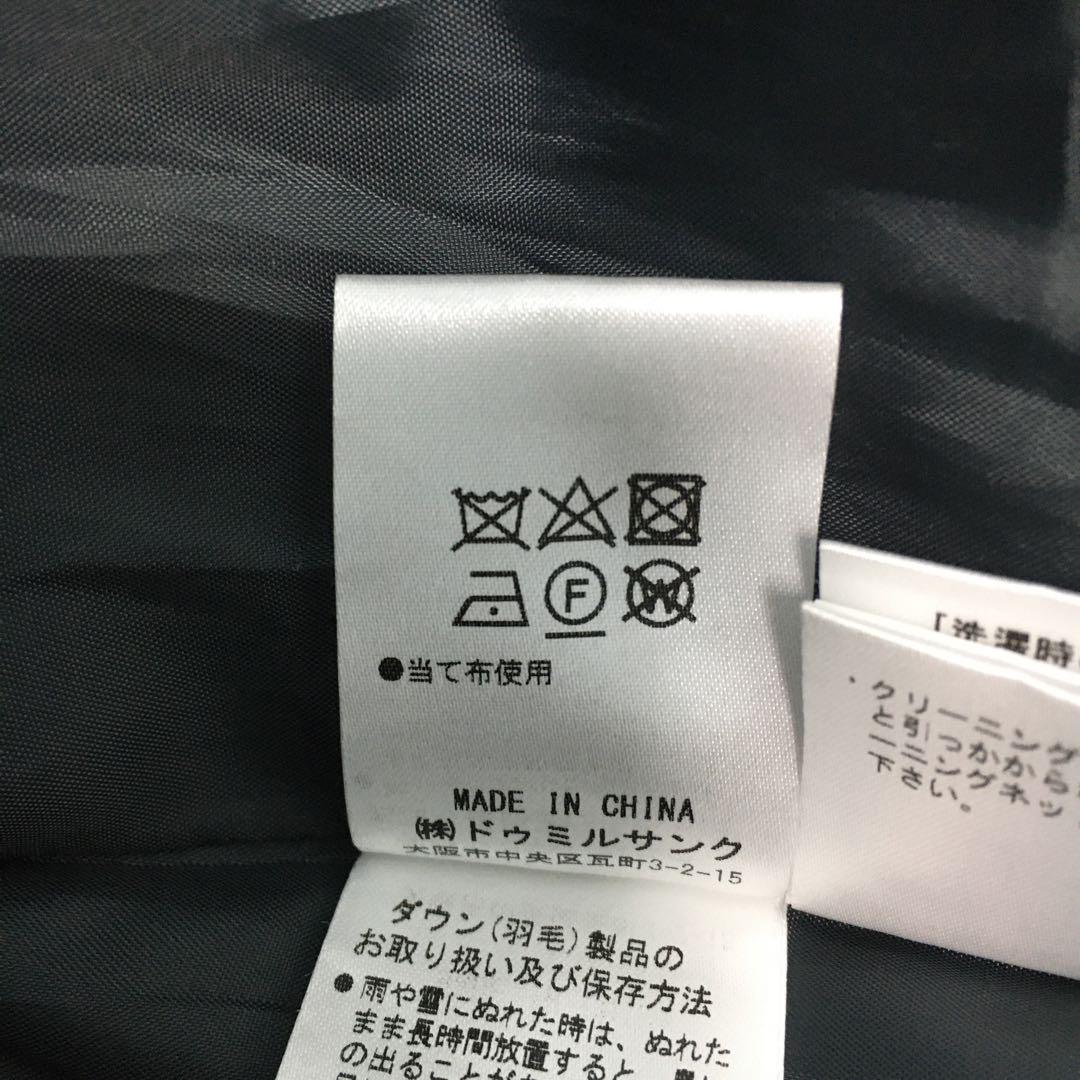 F
W
●当て布使用
MADE IN CHINA
(株)ドゥミルサンク
大阪市中央区瓦町3-2-15
ダウン(羽毛)製品の
お取り扱い及び保存方法
●雨や雪にぬれた時は、ぬれた
まま長時間放置すると
の出ることが
「洗濯時
・クリーニング
と引っかから
ーニングネッ
下さい。